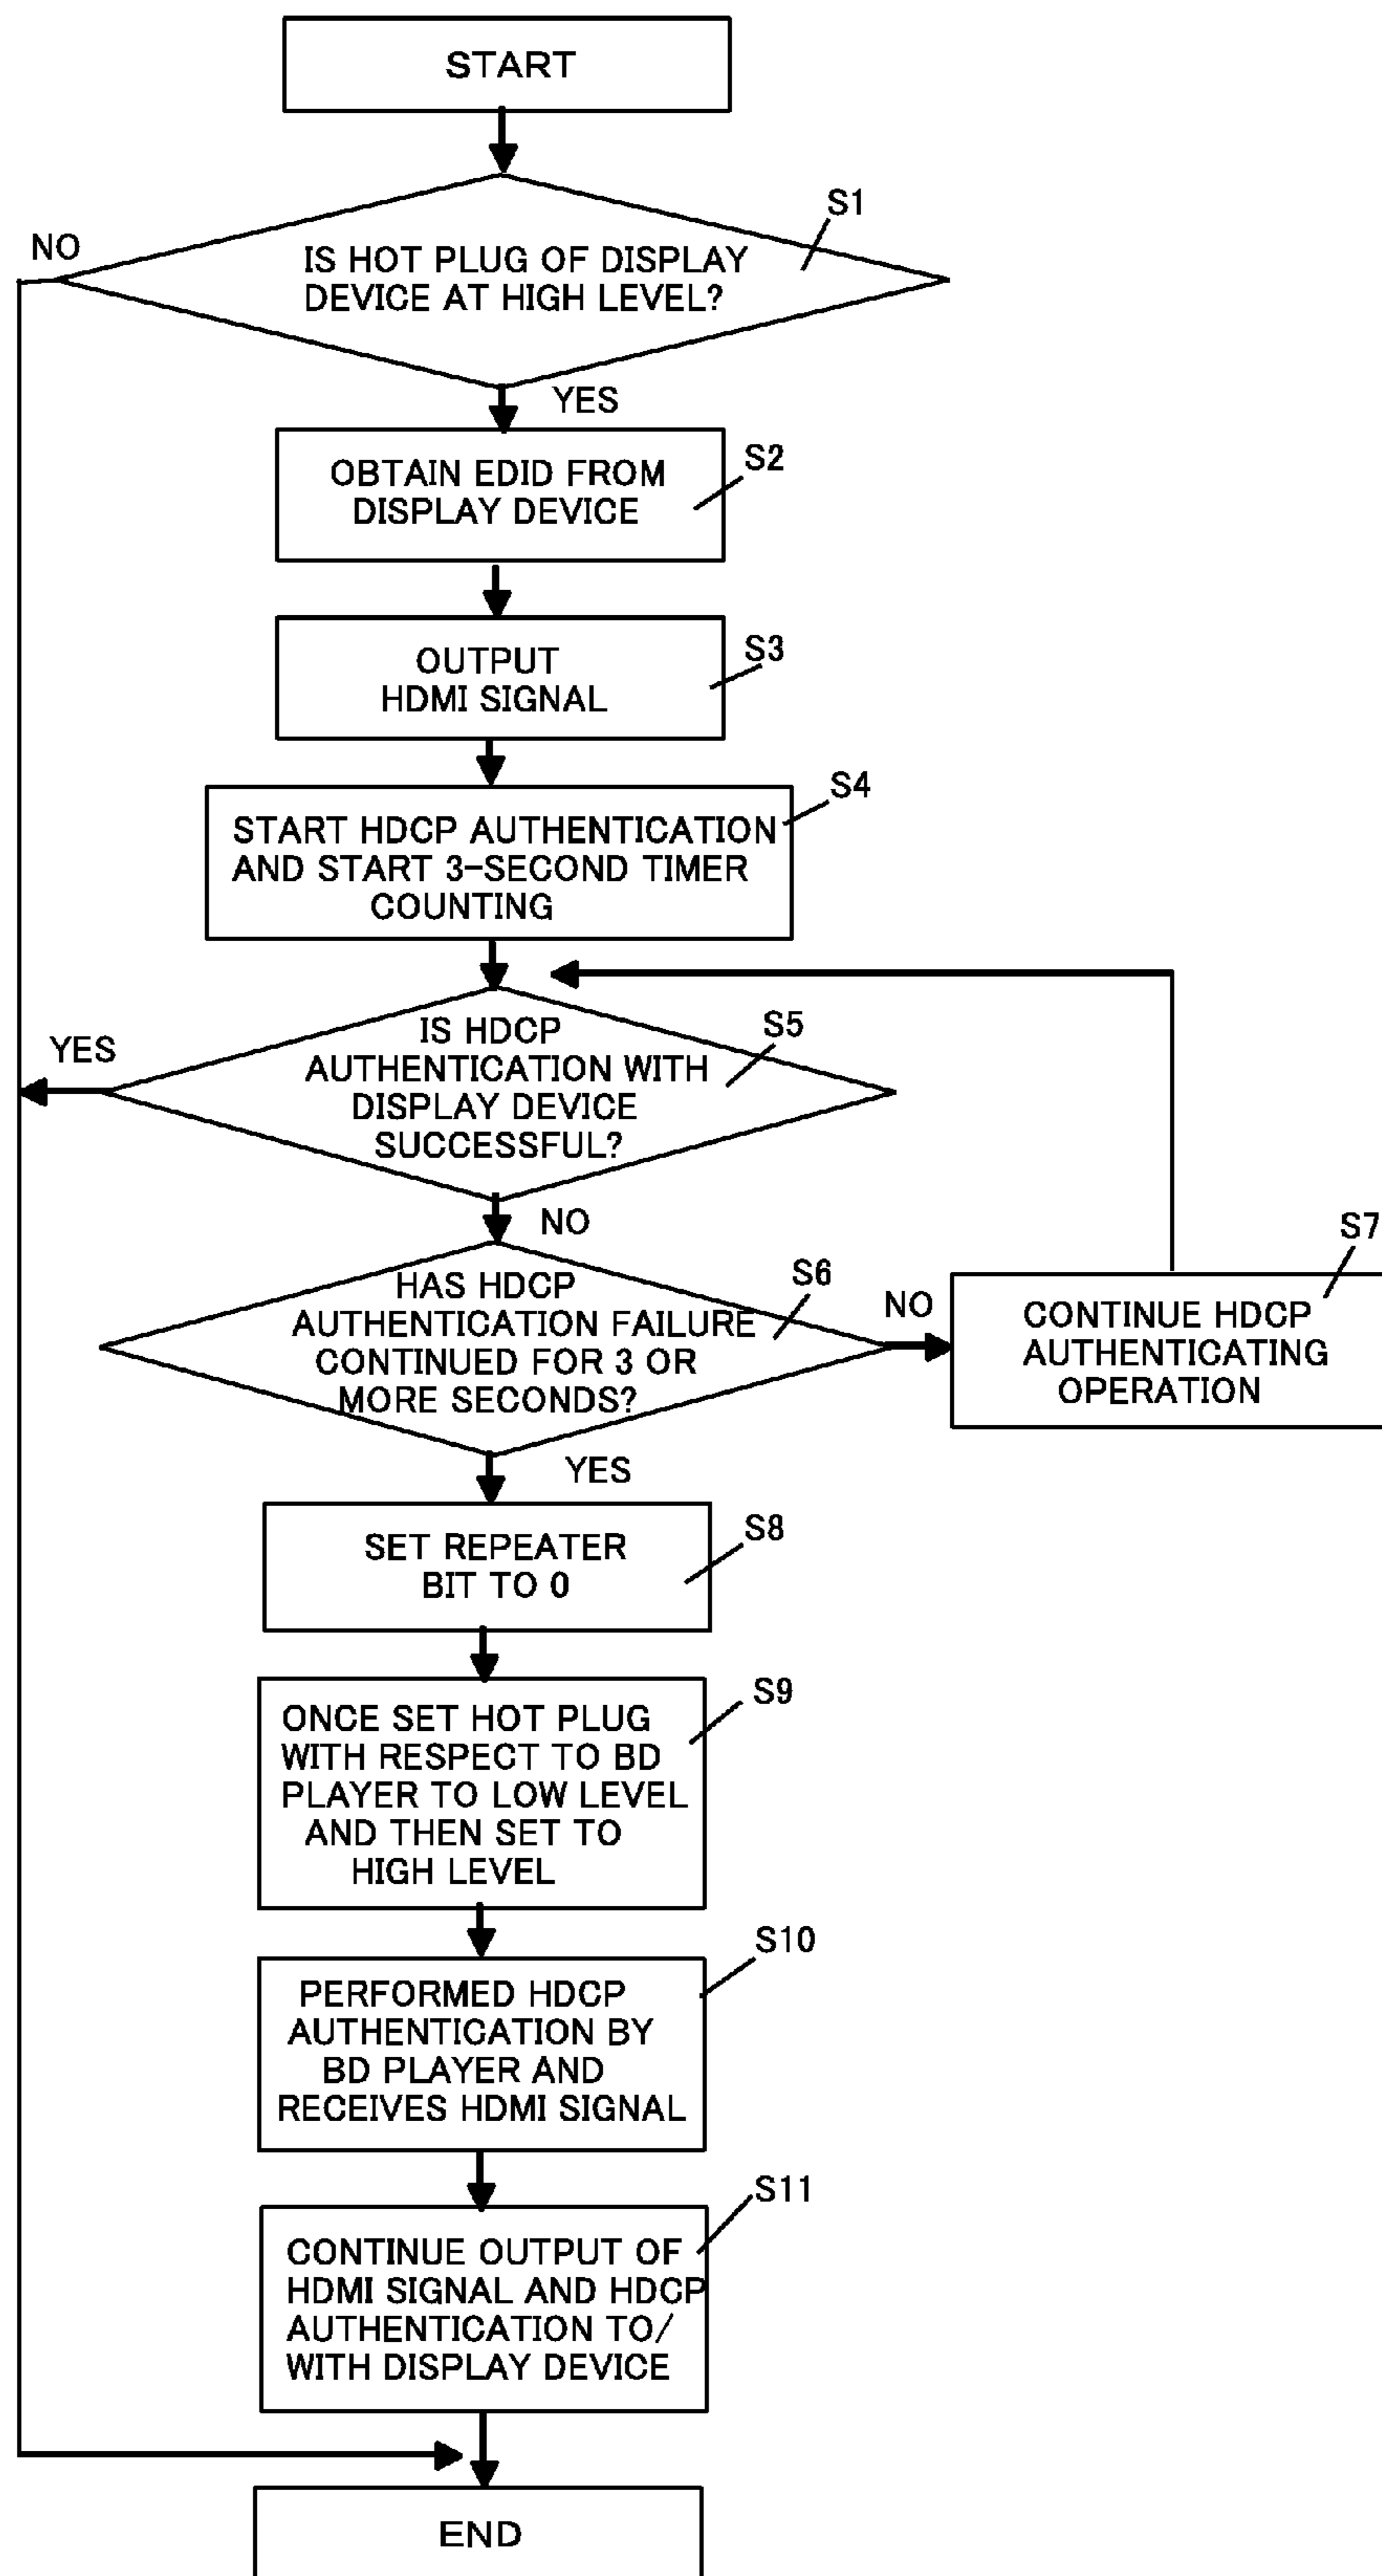 START
S1
NO
IS HOT PLUG OF DISPLAY
DEVICE AT HIGH LEVEL?
YES
S2
OBTAIN EDID FROM
DISPLAY DEVICE
S3
OUTPUT
HDMI SIGNAL
S4
START HDCP AUTHENTICATION
AND START 3-SECOND TIMER
COUNTING
S5
YES
IS HDCP
AUTHENTICATION WITH
DISPLAY DEVICE
SUCCESSFUL?
NO
S6
HAS HDCP
AUTHENTICATION FAILURE
CONTINUED FOR 3 OR
MORE SECONDS?
NO
S7
CONTINUE HDCP
AUTHENTICATING
OPERATION
YES
S8
SET REPEATER
BIT TO 0
S9
ONCE SET HOT PLUG
WITH RESPECT TO BD
PLAYER TO LOW LEVEL
AND THEN SET TO
HIGH LEVEL
S10
PERFORMED HDCP
AUTHENTICATION BY
BD PLAYER AND
RECEIVES HDMI SIGNAL
S11
CONTINUE OUTPUT OF
HDMI SIGNAL AND HDCP
AUTHENTICATION TO/
WITH DISPLAY DEVICE
END